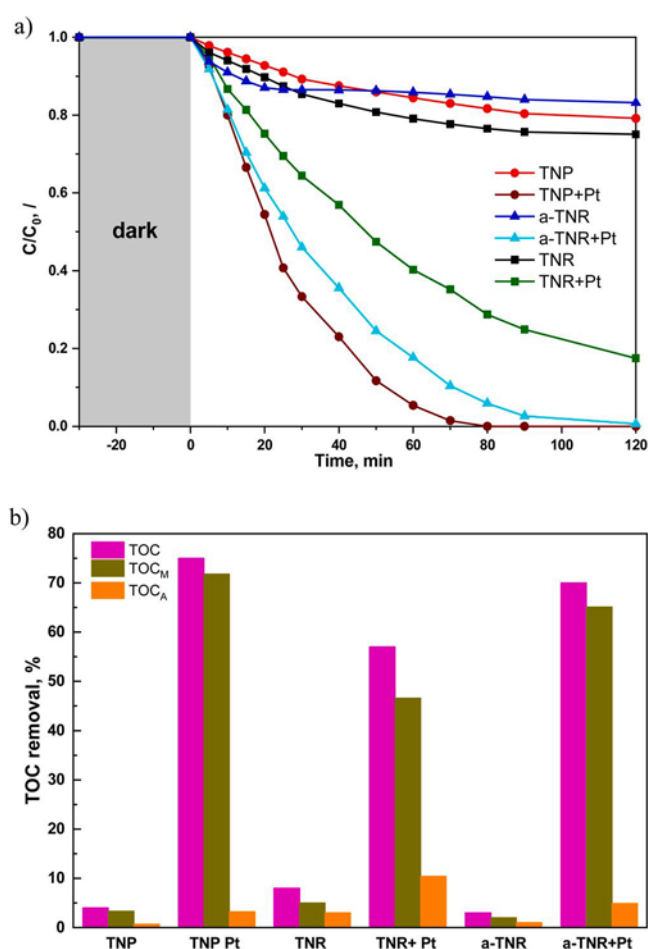 a)
1.0
0.8
0.6
0.4
0.2
0.0
C/C₀, /
dark
TNP
TNP+Pt
a-TNR
a-TNR+Pt
TNR
TNR+Pt
-20 0 20 40 60 80 100 120
Time, min
b)
80
70
60
50
40
30
20
10
0
TOC removal, %
TOC
TOC_M
TOC_A
TNP TNP Pt TNR TNR+ Pt a-TNR a-TNR+Pt